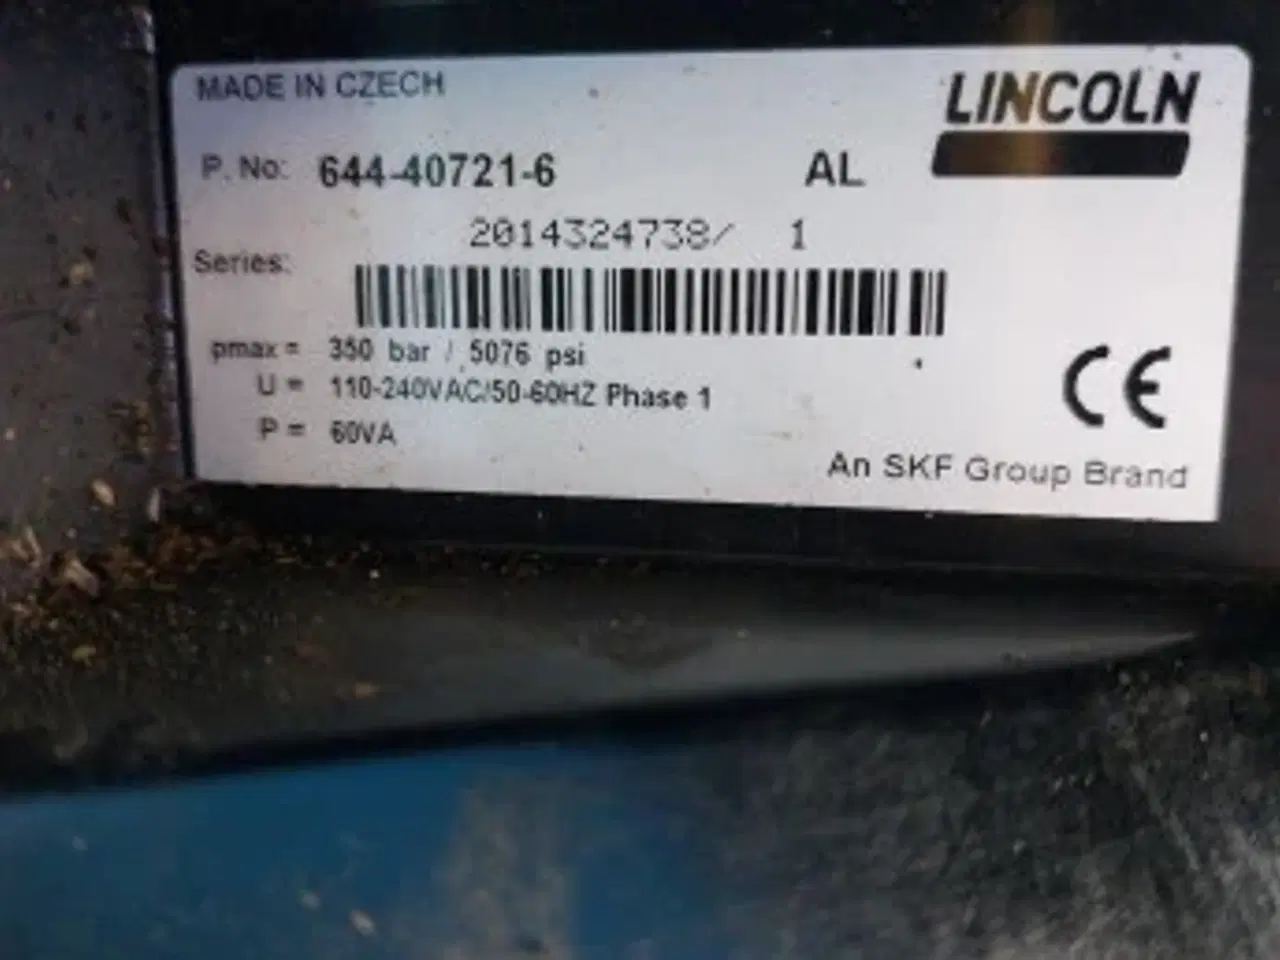 MADE IN CZECH
LINCOLN
P. No: 644-40721-6 AL
2014324738/ 1
Series:
pmax = 350 bar / 5076 psi
U = 110-240VAC/50-60HZ Phase 1
P = 60VA
CE
An SKF Group Brand